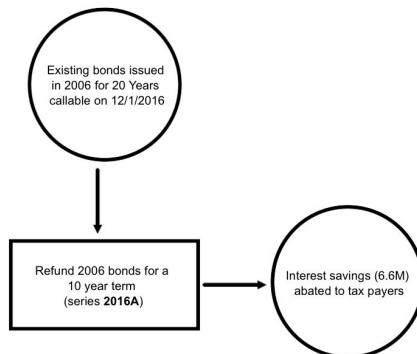 Existing bonds issued
in 2006 for 20 Years
callable on 12/1/2016
Refund 2006 bonds for a
10 year term
(series 2016A)
Interest savings (6.6M)
abated to tax payers